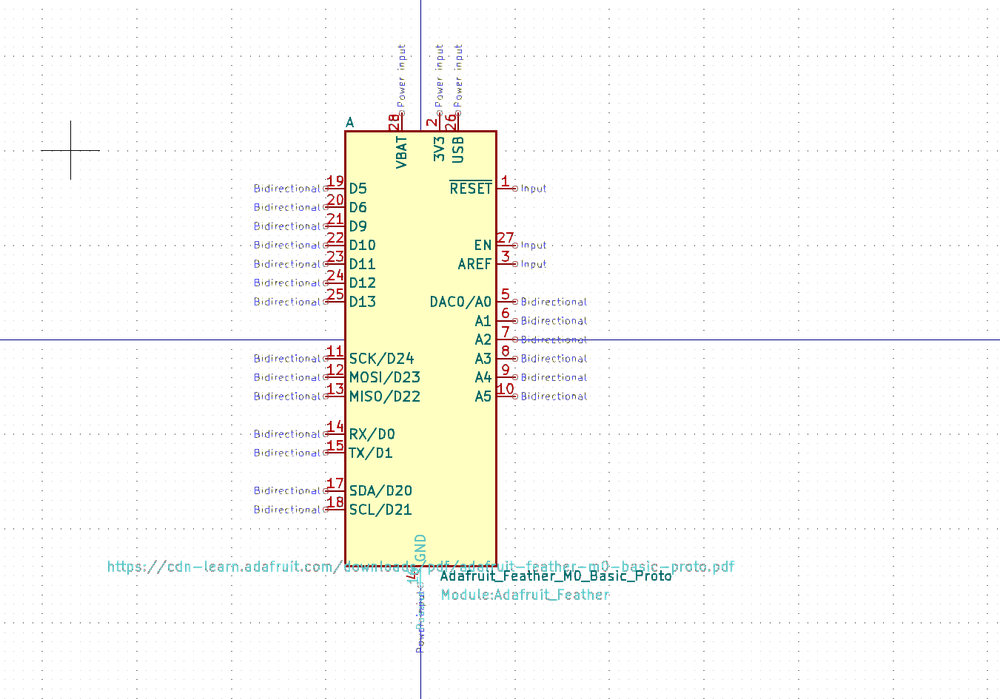 Power input
Power input
Power input
A
28
2
26
VBAT
3V3
USB
Bidirectional 19 D5
RESET 1 Input
Bidirectional 20 D6
Bidirectional 21 D9
Bidirectional 22 D10
EN 27 Input
Bidirectional 23 D11
AREF 3 Input
Bidirectional 24 D12
Bidirectional 25 D13
DAC0/A0 5 Bidirectional
A1 6 Bidirectional
A2 7 Bidirectional
Bidirectional 11 SCK/D24
A3 8 Bidirectional
Bidirectional 12 MOSI/D23
A4 9 Bidirectional
Bidirectional 13 MISO/D22
A5 10 Bidirectional
Bidirectional 14 RX/D0
Bidirectional 15 TX/D1
Bidirectional 17 SDA/D20
Bidirectional 18 SCL/D21
GND
https://cdn-learn.adafruit.com/downloads/pdf/adafruit-feather-m0-basic-proto.pdf
Adafruit_Feather_M0_Basic_Proto
Module:Adafruit_Feather
Power input